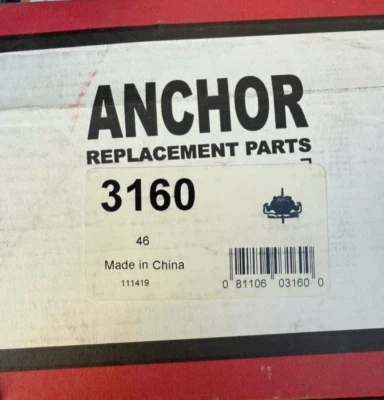 ANCHOR
REPLACEMENT PARTS
3160
46
Made in China
111419
0 81106 03160 0